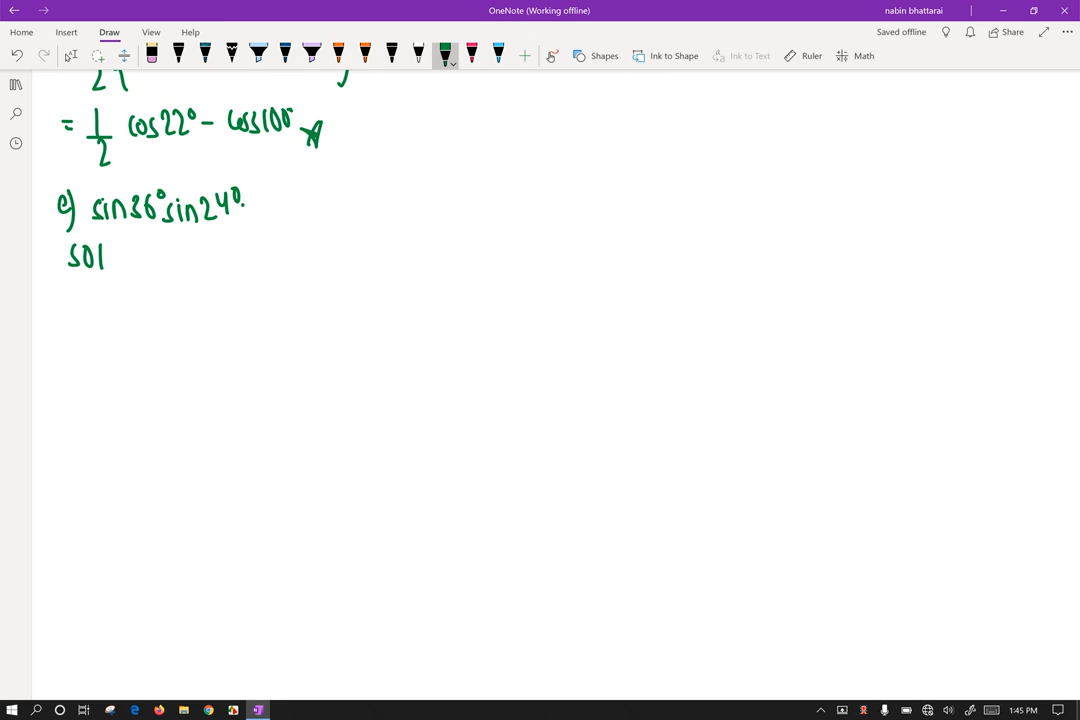 OneNote (Working offline)
nabin bhattarai
Home Insert Draw View Help
Saved offline
Share
Shapes
Ink to Shape
Ink to Text
Ruler
Math
= 1/2 cos22° - cos100°
e) sin36° sin24°.
sol
1:45 PM